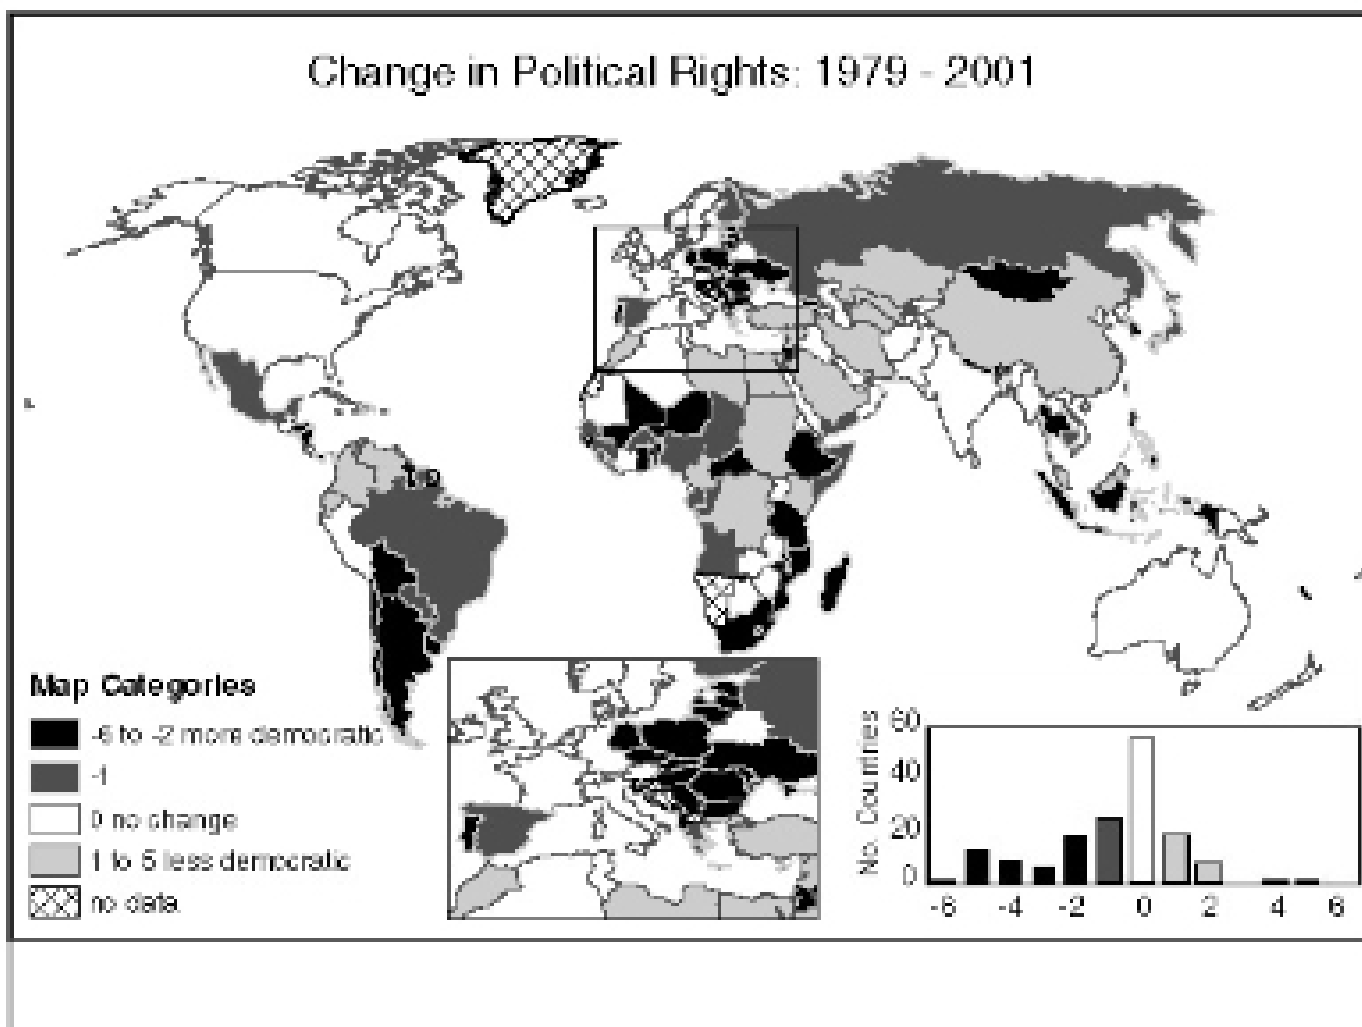 Change in Political Rights: 1979 - 2001
Map Categories
-6 to -2 more democratic
-1
0 no change
1 to 5 less democratic
no data
No. Countries
60
40
20
0
-6 -4 -2 0 2 4 6